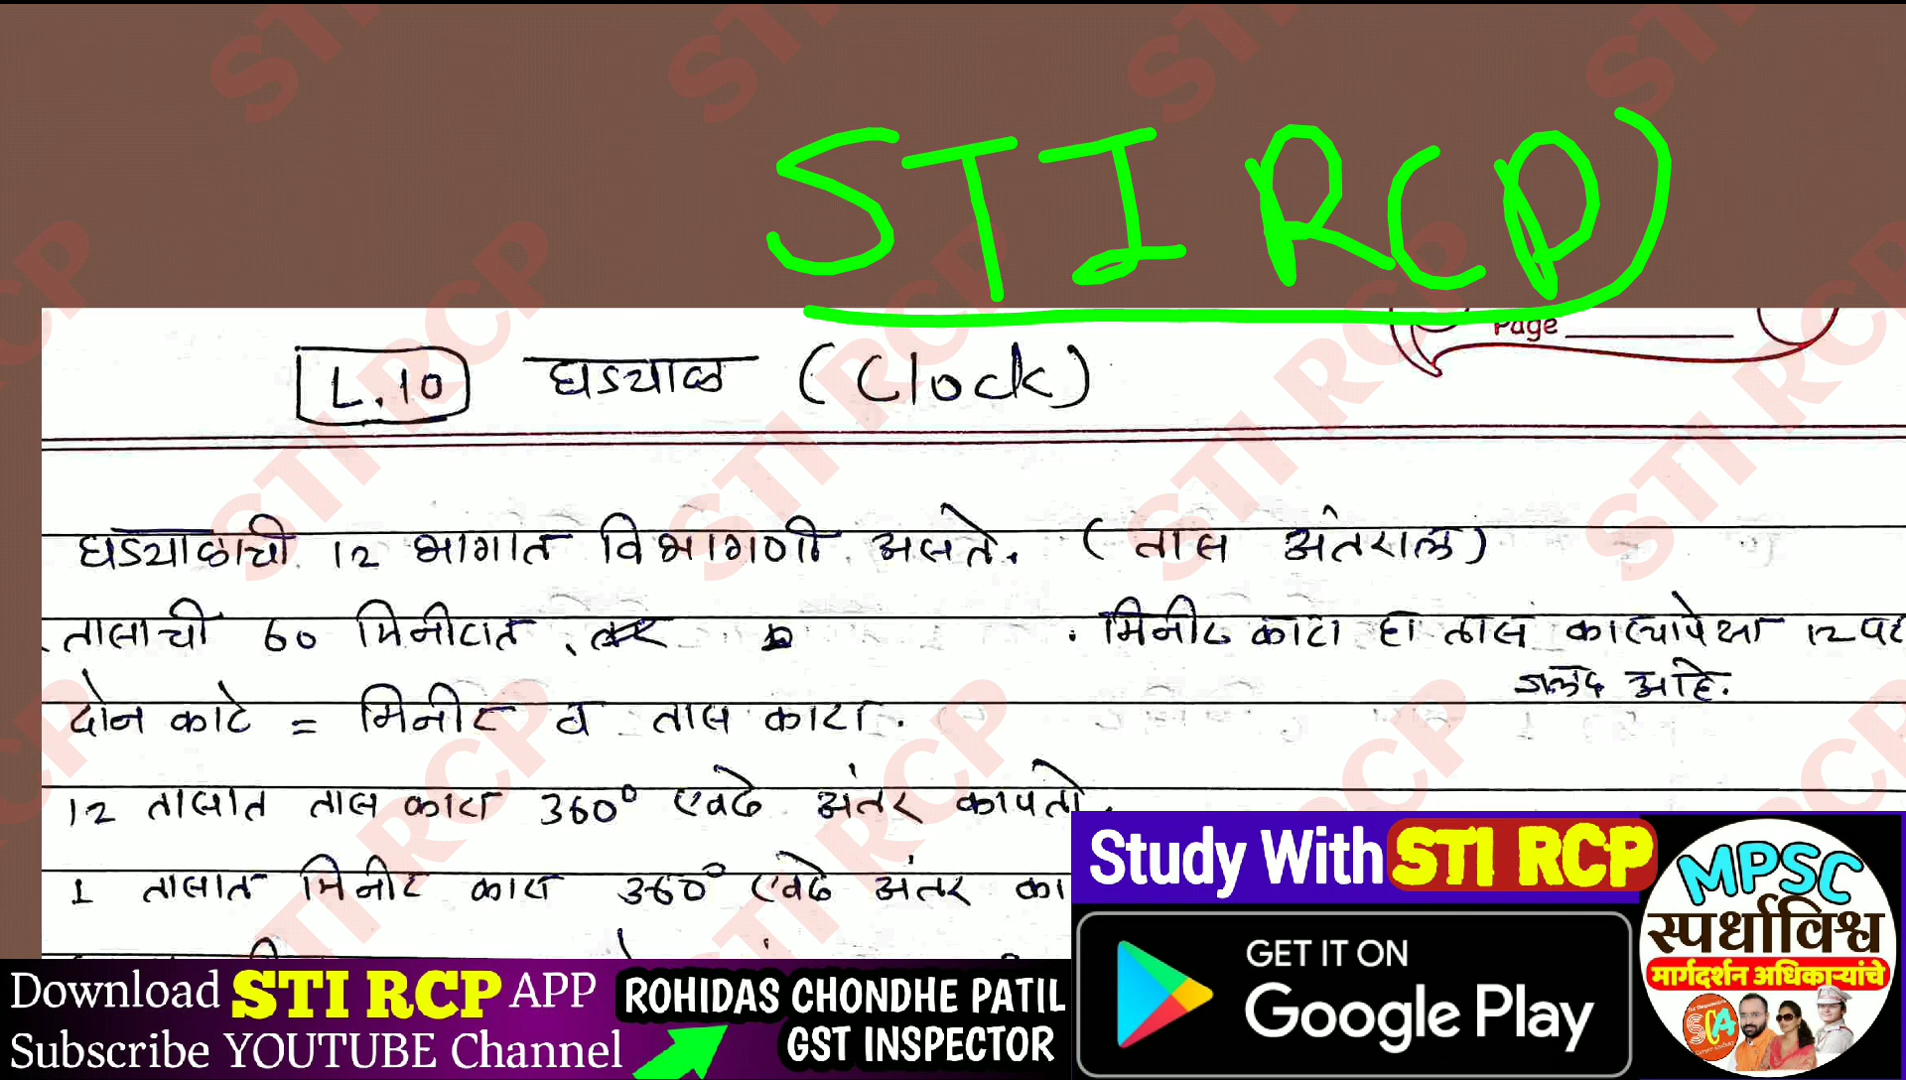 STI RCP
Page
L.10 घड्याळ (Clock)
घड्याळाची 12 भागात विभागणी असते. (तास अंतराल)
तासाची 60 मिनीटात
मिनीट काटा हा तास काट्यापेक्षा 12 पट
जलद आहे.
दोन काटे = मिनीट व तास काटा.
12 तासात तास काटा 360° एवढे अंतर कापतो.
1 तासात मिनीट काटा 360° एवढे अंतर का
Study With STI RCP
GET IT ON
Google Play
MPSC
स्पर्धाविश्व
मार्गदर्शन अधिकाऱ्यांचे
Download STI RCP APP
Subscribe YOUTUBE Channel
ROHIDAS CHONDHE PATIL
GST INSPECTOR